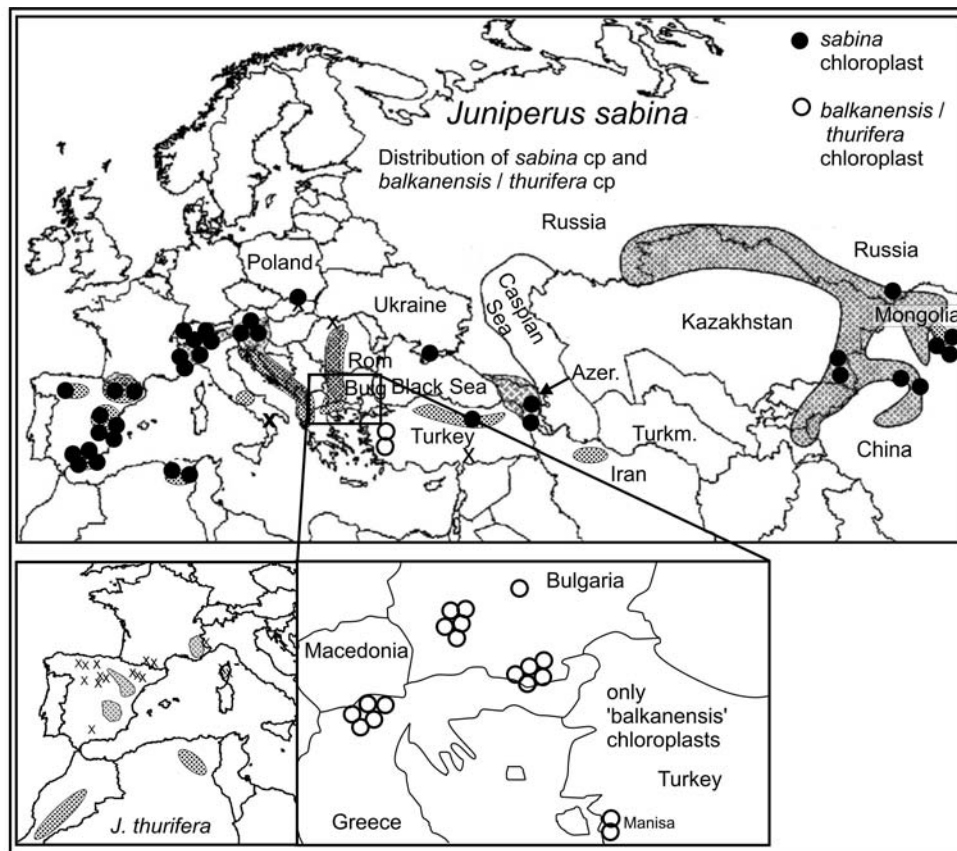 sabina
chloroplast
balkanensis /
thurifera
chloroplast
Juniperus sabina
Distribution of sabina cp and
balkanensis / thurifera cp
Russia
Russia
Poland
Ukraine
Caspian
Sea
Kazakhstan
Mongolia
Rom
Bulg
Black Sea
Azer.
Turkey
Turkm.
Iran
China
x
x
x
x
Bulgaria
Macedonia
only
'balkanensis'
chloroplasts
Turkey
Greece
Manisa
J. thurifera